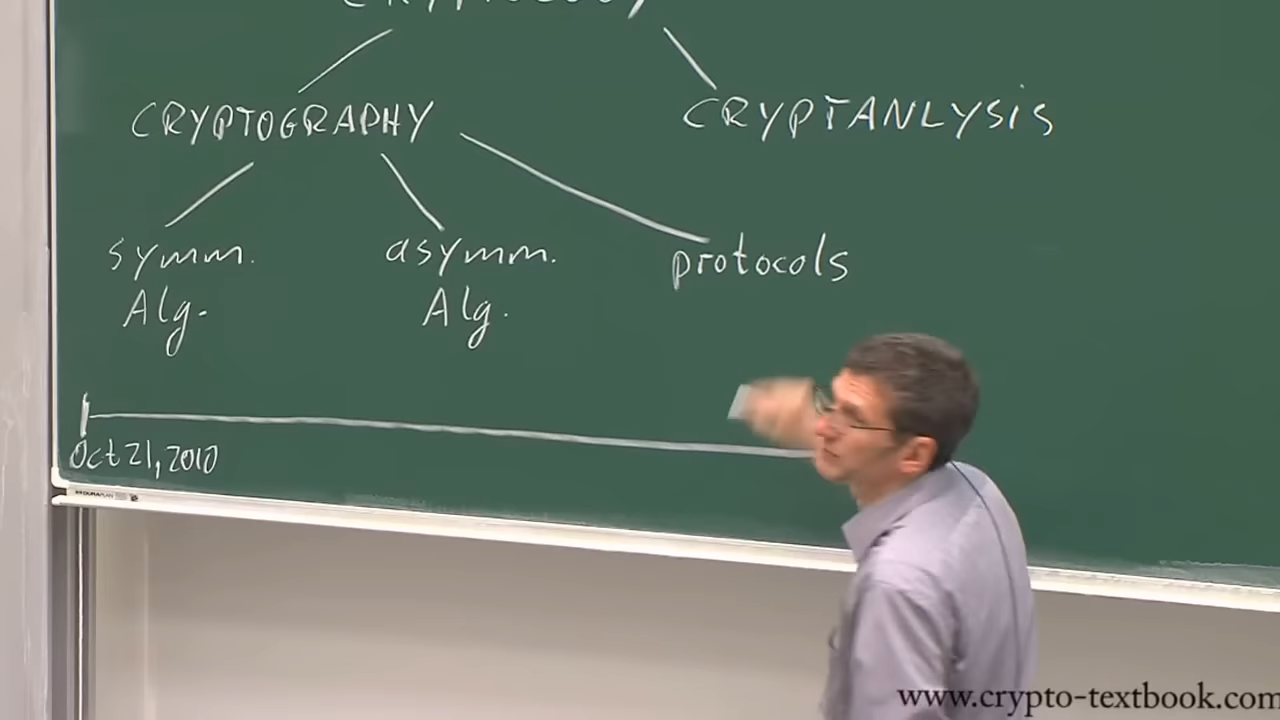 CRYPTOGRAPHY
CRYPTANLYSIS
symm.
Alg.
asymm.
Alg.
protocols
Oct 21, 2010
www.crypto-textbook.com